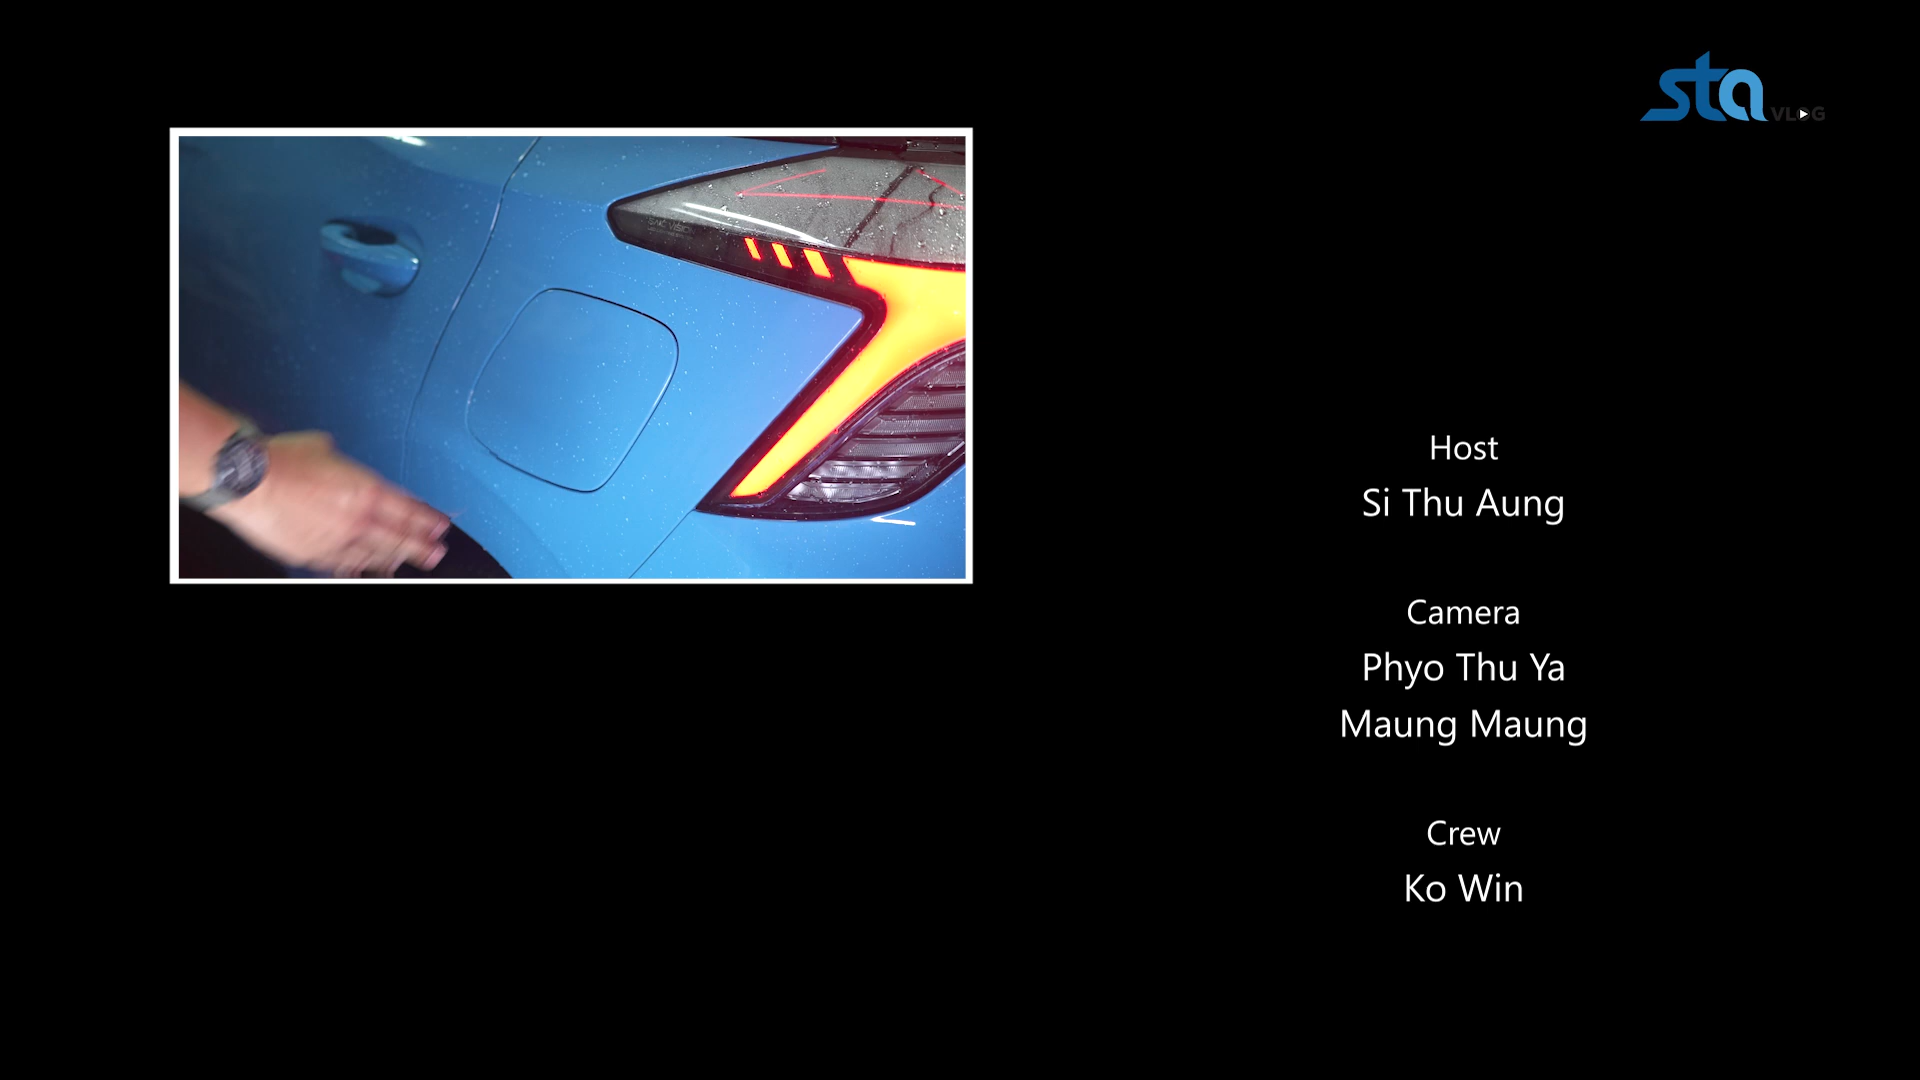 sta VLOG
Host
Si Thu Aung
Camera
Phyo Thu Ya
Maung Maung
Crew
Ko Win